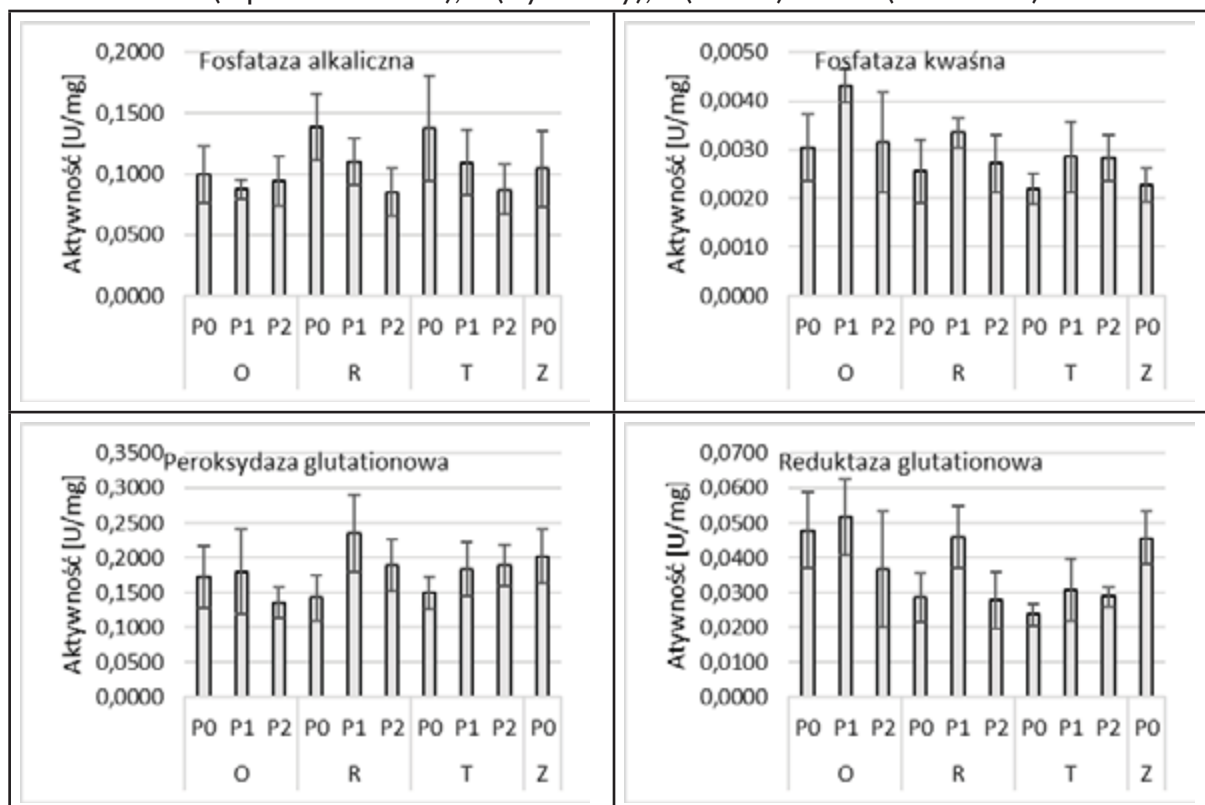 Fosfataza alkaliczna
Aktywność [U/mg]
0,2000
0,1500
0,1000
0,0500
0,0000
P0 P1 P2 P0 P1 P2 P0 P1 P2 P0
O R T Z
Fosfataza kwaśna
Aktywność [U/mg]
0,0050
0,0040
0,0030
0,0020
0,0010
0,0000
P0 P1 P2 P0 P1 P2 P0 P1 P2 P0
O R T Z
Peroksydaza glutationowa
Aktywność [U/mg]
0,3500
0,3000
0,2500
0,2000
0,1500
0,1000
0,0500
0,0000
P0 P1 P2 P0 P1 P2 P0 P1 P2 P0
O R T Z
Reduktaza glutationowa
Atywność [U/mg]
0,0700
0,0600
0,0500
0,0400
0,0300
0,0200
0,0100
0,0000
P0 P1 P2 P0 P1 P2 P0 P1 P2 P0
O R T Z